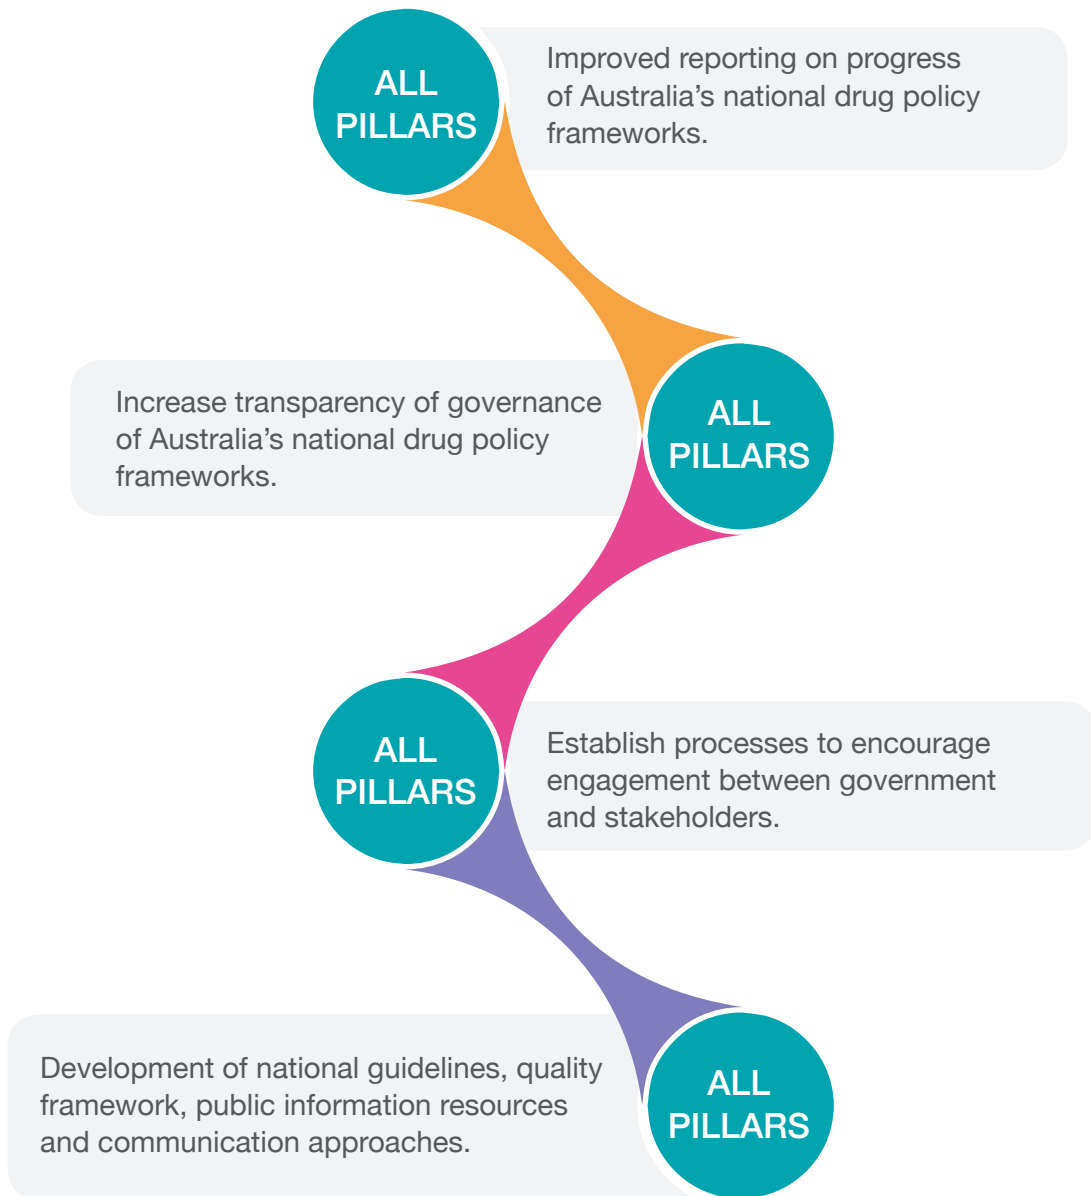 ALL
PILLARS
Improved reporting on progress
of Australia’s national drug policy
frameworks.
Increase transparency of governance
of Australia’s national drug policy
frameworks.
ALL
PILLARS
ALL
PILLARS
Establish processes to encourage
engagement between government
and stakeholders.
Development of national guidelines, quality
framework, public information resources
and communication approaches.
ALL
PILLARS